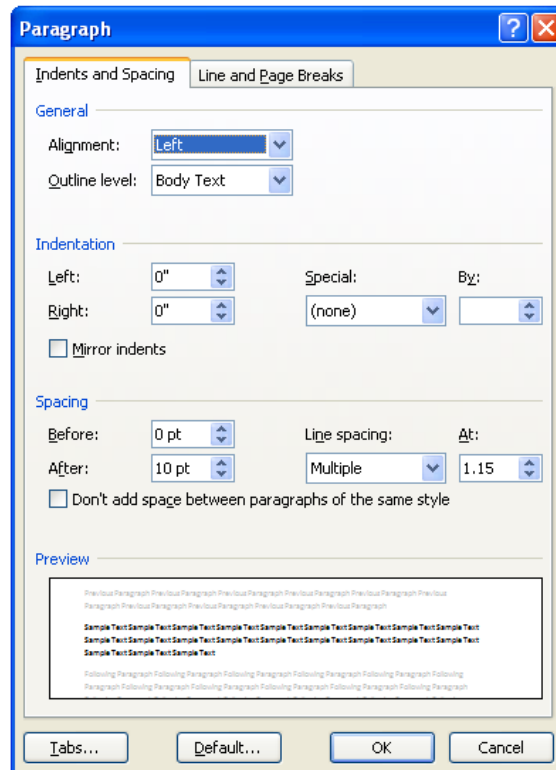 Paragraph
Indents and Spacing Line and Page Breaks
General
Alignment: Left
Outline level: Body Text
Indentation
Left: 0" Special: By:
Right: 0" (none)
Mirror indents
Spacing
Before: 0 pt Line spacing: At:
After: 10 pt Multiple 1.15
Don't add space between paragraphs of the same style
Preview
Previous Paragraph Previous Paragraph Previous Paragraph Previous Paragraph Previous Paragraph Previous
Paragraph Previous Paragraph Previous Paragraph Previous Paragraph Previous Paragraph
Sample Text Sample Text Sample Text Sample Text Sample Text Sample Text Sample Text Sample Text Sample Text
Sample Text Sample Text Sample Text Sample Text Sample Text Sample Text Sample Text Sample Text Sample Text
Sample Text Sample Text Sample Text
Following Paragraph Following Paragraph Following Paragraph Following Paragraph Following
Paragraph Following Paragraph Following Paragraph Following Paragraph Following Paragraph
Tabs... Default... OK Cancel